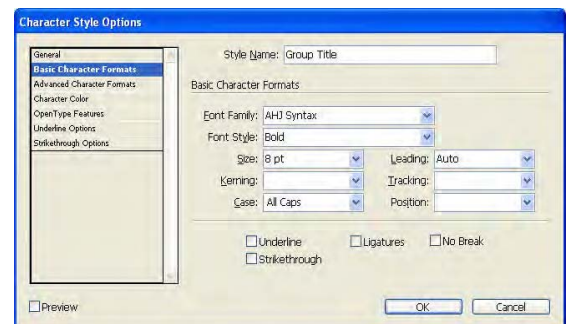 Character Style Options
General
Basic Character Formats
Advanced Character Formats
Character Color
OpenType Features
Underline Options
Strikethrough Options
Style Name: Group Title
Basic Character Formats
Font Family: AHJ Syntax
Font Style: Bold
Size: 8 pt Leading: Auto
Kerning: Tracking:
Case: All Caps Position:
Underline Ligatures No Break
Strikethrough
Preview OK Cancel